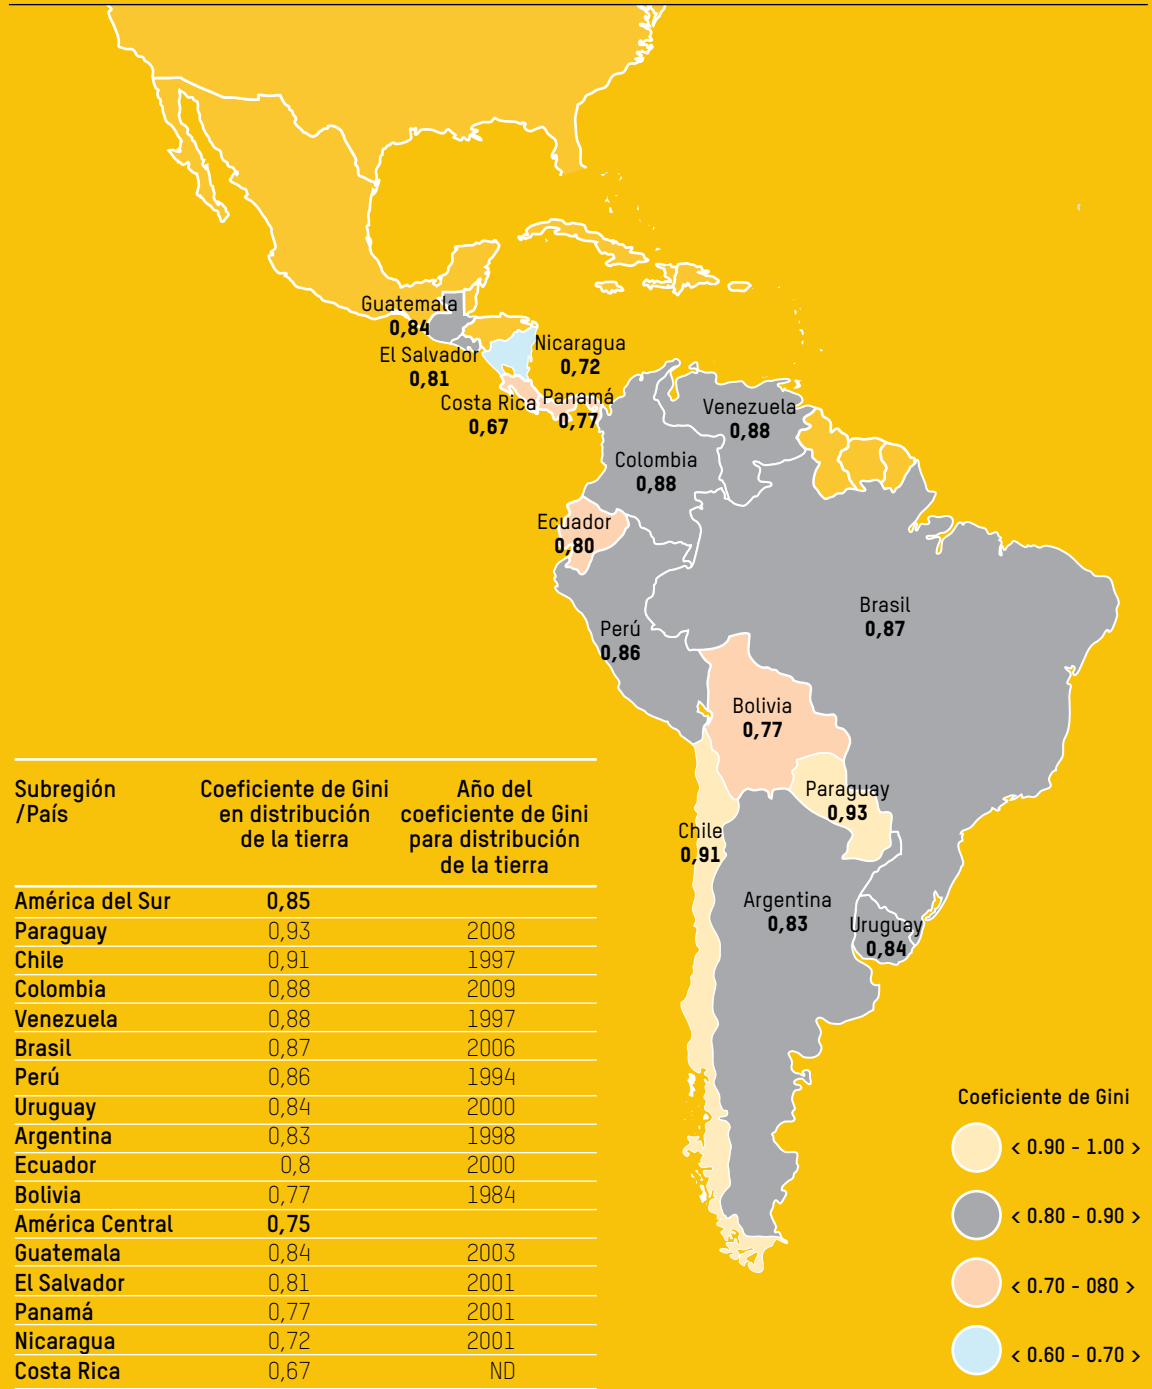 Guatemala
0,84
El Salvador
0,81
Nicaragua
0,72
Costa Rica
0,67
Panamá
0,77
Venezuela
0,88
Colombia
0,88
Ecuador
0,80
Perú
0,86
Brasil
0,87
Bolivia
0,77
Paraguay
0,93
Chile
0,91
Argentina
0,83
Uruguay
0,84
Subregión Coeficiente de Gini Año del
/País en distribución coeficiente de Gini
de la tierra para distribución
de la tierra
América del Sur 0,85
Paraguay 0,93 2008
Chile 0,91 1997
Colombia 0,88 2009
Venezuela 0,88 1997
Brasil 0,87 2006
Perú 0,86 1994
Uruguay 0,84 2000
Argentina 0,83 1998
Ecuador 0,8 2000
Bolivia 0,77 1984
América Central 0,75
Guatemala 0,84 2003
El Salvador 0,81 2001
Panamá 0,77 2001
Nicaragua 0,72 2001
Costa Rica 0,67 ND
Coeficiente de Gini
< 0.90 - 1.00 >
< 0.80 - 0.90 >
< 0.70 - 080 >
< 0.60 - 0.70 >